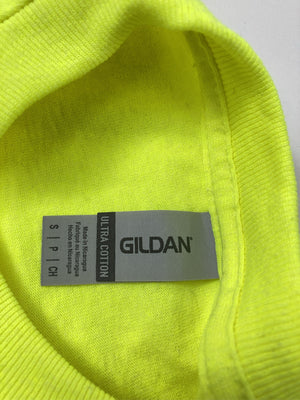 GILDAN
ULTRA COTTON
Made in Nicaragua
Fabriqué au Nicaragua
Hecho en Nicaragua
S | P | CH